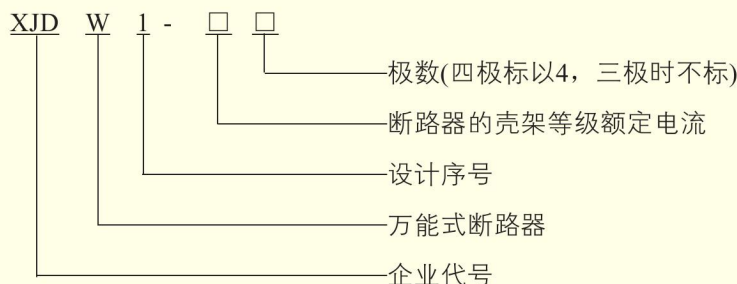 XJD W 1 - □ □
极数(四极标以4，三极时不标)
断路器的壳架等级额定电流
设计序号
万能式断路器
企业代号